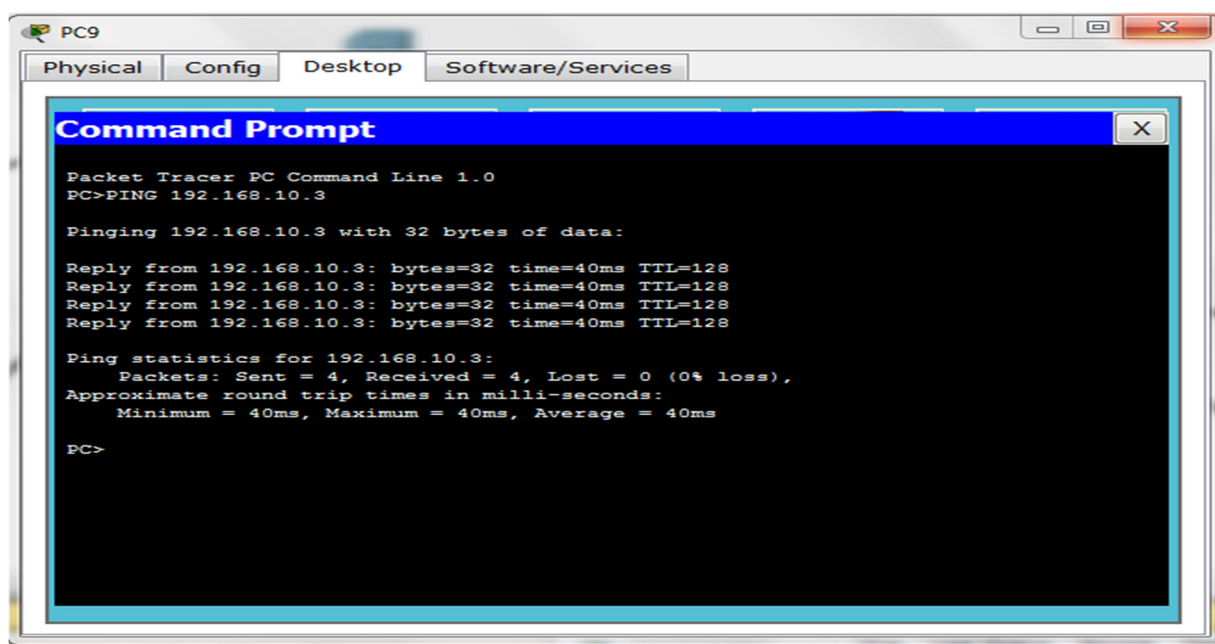 PC9
Physical Config Desktop Software/Services
Command Prompt
X
Packet Tracer PC Command Line 1.0
PC>PING 192.168.10.3
Pinging 192.168.10.3 with 32 bytes of data:
Reply from 192.168.10.3: bytes=32 time=40ms TTL=128
Reply from 192.168.10.3: bytes=32 time=40ms TTL=128
Reply from 192.168.10.3: bytes=32 time=40ms TTL=128
Reply from 192.168.10.3: bytes=32 time=40ms TTL=128
Ping statistics for 192.168.10.3:
Packets: Sent = 4, Received = 4, Lost = 0 (0% loss),
Approximate round trip times in milli-seconds:
Minimum = 40ms, Maximum = 40ms, Average = 40ms
PC>